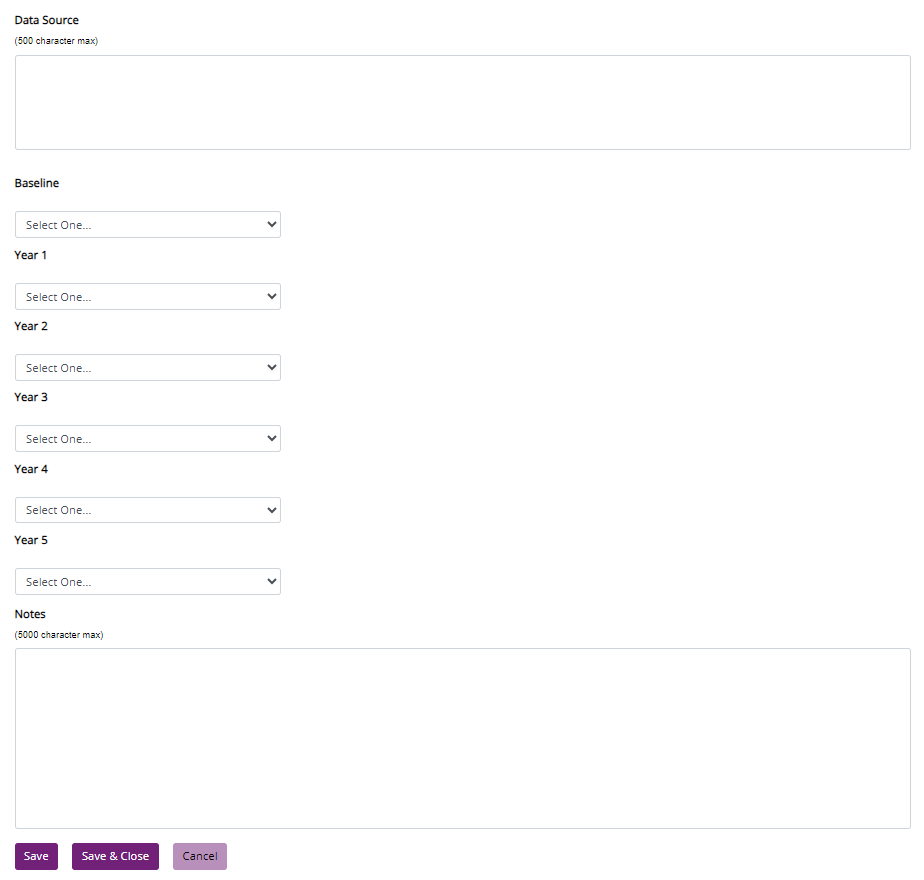 Data Source
(500 character max)
Baseline
Select One...
Year 1
Select One...
Year 2
Select One...
Year 3
Select One...
Year 4
Select One...
Year 5
Select One...
Notes
(5000 character max)
Save Save & Close Cancel